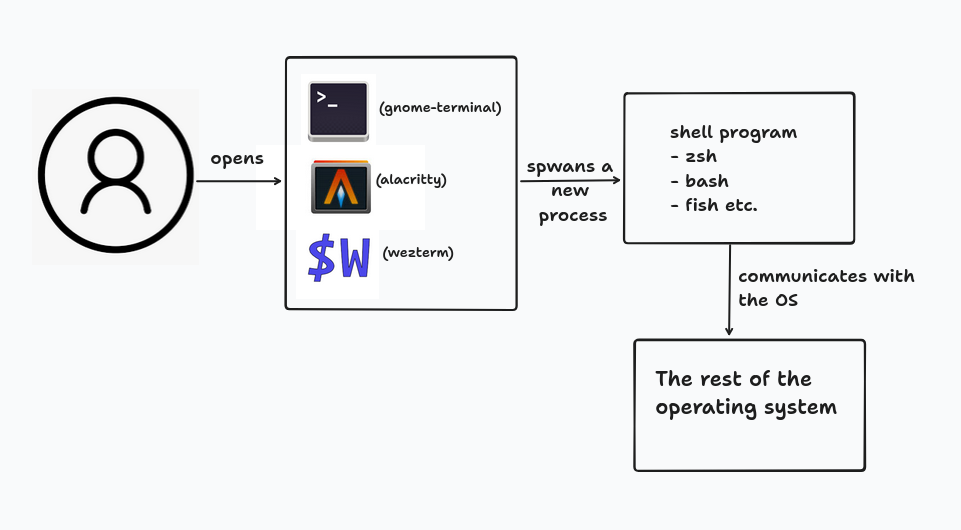 opens
>_
(gnome-terminal)
(alacritty)
$W
(wezterm)
spwans a
new
process
shell program
- zsh
- bash
- fish etc.
communicates with
the OS
The rest of the
operating system